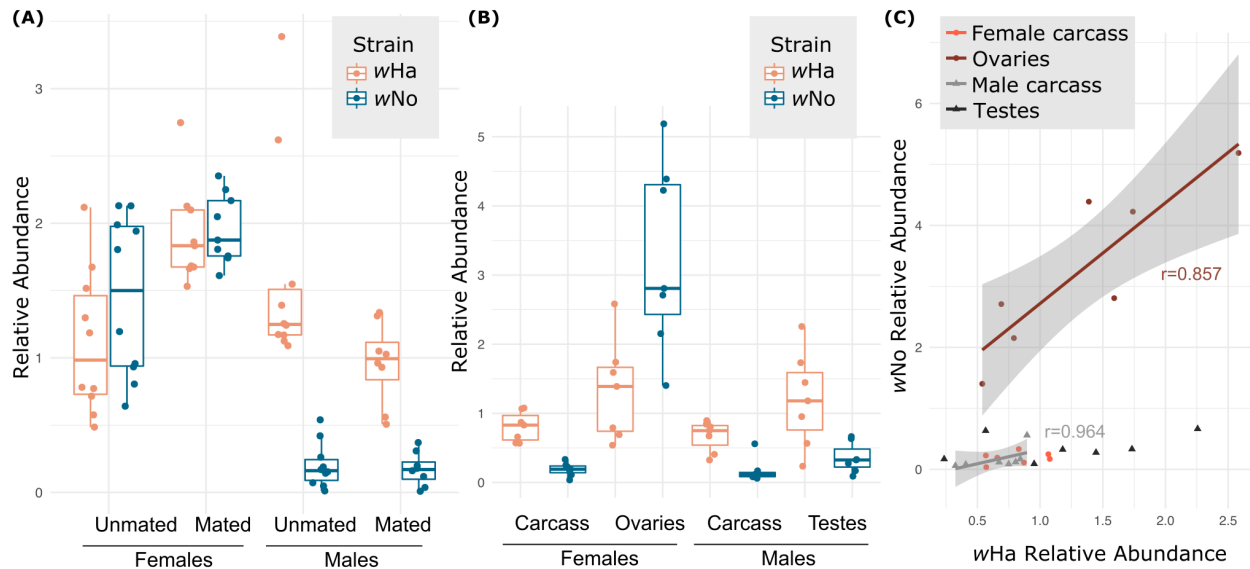 (A)
Relative Abundance
3
2
1
0
Strain
wHa
wNo
Unmated Mated Unmated Mated
Females Males
(B)
Relative Abundance
5
4
3
2
1
0
Strain
wHa
wNo
Carcass Ovaries Carcass Testes
Females Males
(C)
Female carcass
Ovaries
Male carcass
Testes
wNo Relative Abundance
6
4
2
0
r=0.857
r=0.964
0.5 1.0 1.5 2.0 2.5
wHa Relative Abundance